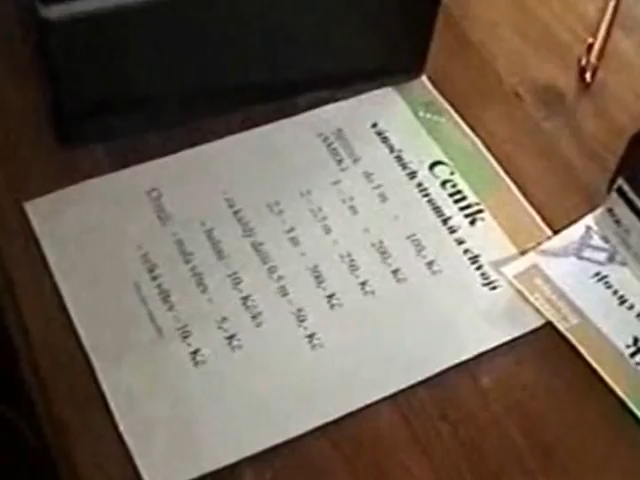 Ceník
vánočních stromků a chvojí
do 1 m = 100,- Kč
1 - 2 m = 200,- Kč
2 - 2,5 m = 250,- Kč
2,5 - 3 m = 300,- Kč
- za každý další 0,5 m - 50,- Kč
- balení 10,- Kč/ks
Chvojí: - malá větev - 5,- Kč
- velká větev - 10,- Kč
a chvojí